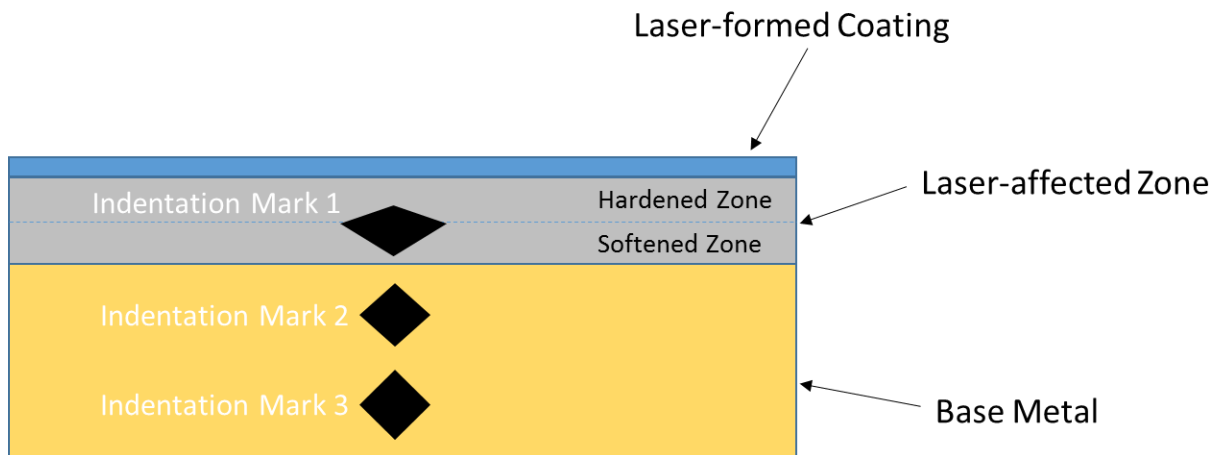 Laser-formed Coating
Indentation Mark 1
Hardened Zone
Laser-affected Zone
Softened Zone
Indentation Mark 2
Indentation Mark 3
Base Metal